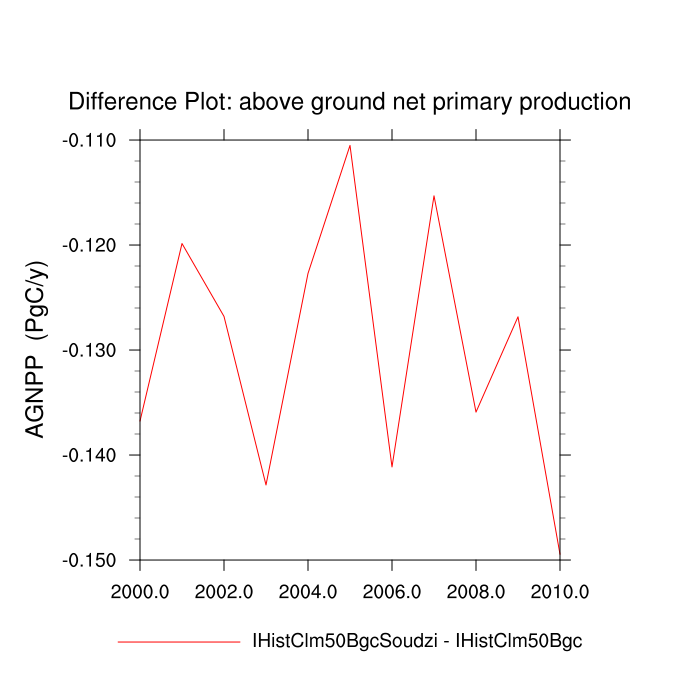 Difference Plot: above ground net primary production
AGNPP (PgC/y)
-0.110
-0.120
-0.130
-0.140
-0.150
2000.0 2002.0 2004.0 2006.0 2008.0 2010.0
IHistClm50BgcSoudzi - IHistClm50Bgc